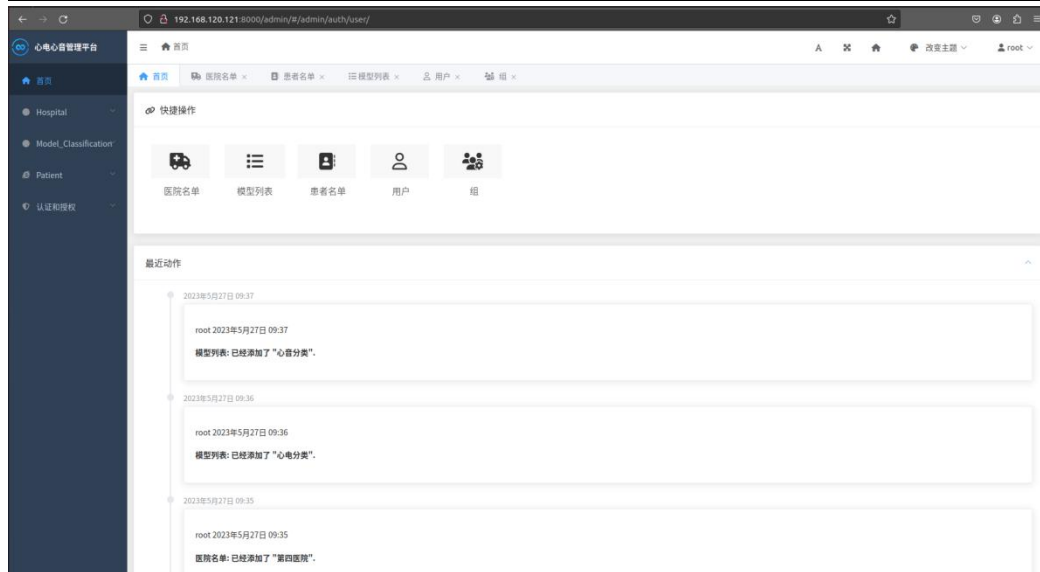 192.168.120.121:8000/admin/#/admin/auth/user/
心电心音管理平台
首页
A
改变主题
root
首页
医院名单 ×
患者名单 ×
模型列表 ×
用户 ×
组 ×
首页
Hospital
Model_Classification
Patient
认证和授权
快捷操作
医院名单
模型列表
患者名单
用户
组
最近动作
2023年5月27日 09:37
root 2023年5月27日 09:37
模型列表: 已经添加了 "心音分类".
2023年5月27日 09:36
root 2023年5月27日 09:36
模型列表: 已经添加了 "心电分类".
2023年5月27日 09:35
root 2023年5月27日 09:35
医院名单: 已经添加了 "第四医院".